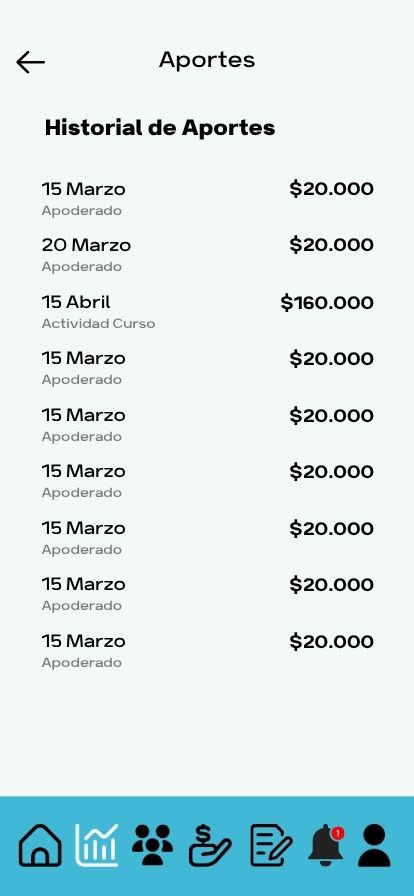 Aportes
Historial de Aportes
15 Marzo $20.000
Apoderado
20 Marzo $20.000
Apoderado
15 Abril $160.000
Actividad Curso
15 Marzo $20.000
Apoderado
15 Marzo $20.000
Apoderado
15 Marzo $20.000
Apoderado
15 Marzo $20.000
Apoderado
15 Marzo $20.000
Apoderado
15 Marzo $20.000
Apoderado
$ 1